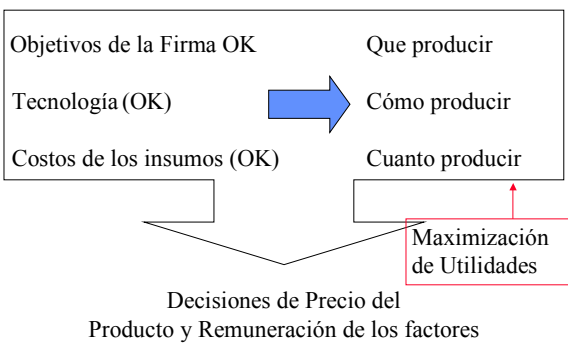 Objetivos de la Firma OK Que producir
Tecnología (OK) Cómo producir
Costos de los insumos (OK) Cuanto producir
Maximización
de Utilidades
Decisiones de Precio del
Producto y Remuneración de los factores